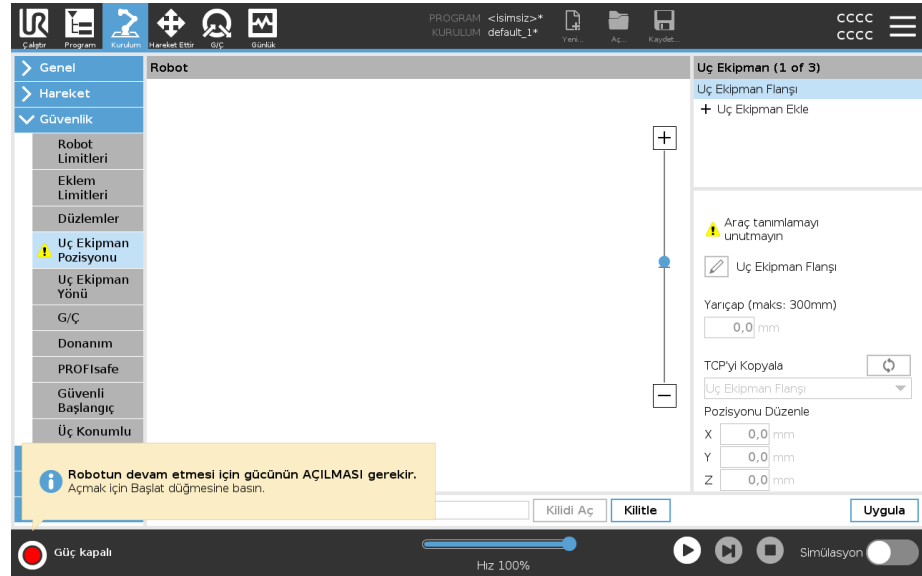 Çalıştır
Program
Kurulum
Hareket Ettir
G/Ç
Günlük
PROGRAM <isimsiz>*
KURULUM default_1*
Yeni...
Aç...
Kaydet...
cccc
cccc
Genel
Hareket
Güvenlik
Robot
Limitleri
Eklem
Limitleri
Düzlemler
Uç Ekipman
Pozisyonu
Uç Ekipman
Yönü
G/Ç
Donanım
PROFIsafe
Güvenli
Başlangıç
Üç Konumlu
Robot
Uç Ekipman (1 of 3)
Uç Ekipman Flanşı
+ Uç Ekipman Ekle
Araç tanımlamayı
unutmayın
Uç Ekipman Flanşı
Yarıçap (maks: 300mm)
0,0 mm
TCP'yi Kopyala
Uç Ekipman Flanşı
Pozisyonu Düzenle
X 0,0 mm
Y 0,0 mm
Z 0,0 mm
Robotun devam etmesi için gücünün AÇILMASI gerekir.
Açmak için Başlat düğmesine basın.
Kilidi Aç
Kilitle
Uygula
Güç kapalı
Hız 100%
Simülasyon